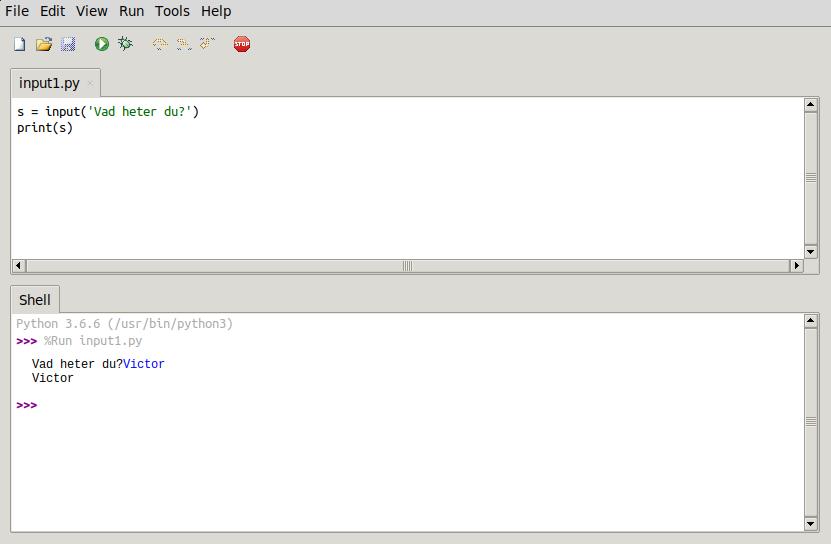 File Edit View Run Tools Help
STOP
input1.py
s = input('Vad heter du?')
print(s)
Shell
Python 3.6.6 (/usr/bin/python3)
>>> %Run input1.py
Vad heter du?Victor
Victor
>>>